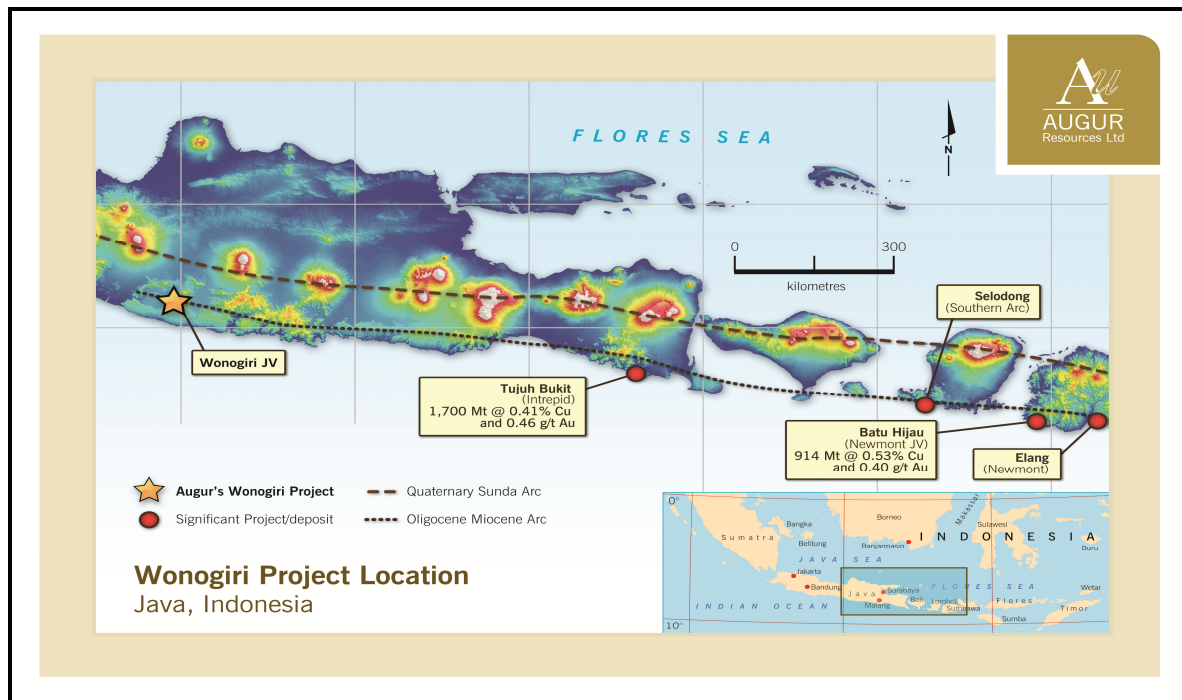 Au
AUGUR
Resources Ltd
FLORES SEA
N
0 300
kilometres
Selodong
(Southern Arc)
Wonogiri JV
Tujuh Bukit
(Intrepid)
1,700 Mt @ 0.41% Cu
and 0.46 g/t Au
Batu Hijau
(Newmont JV)
914 Mt @ 0.53% Cu
and 0.40 g/t Au
Elang
(Newmont)
Augur's Wonogiri Project
Quaternary Sunda Arc
Significant Project/deposit
Oligocene Miocene Arc
Wonogiri Project Location
Java, Indonesia
0°
Makassar
Borneo
Bangka
Sulawesi
Sumatra
Belitung
INDONESIA
Banjarmasin
Buru
JAVA SEA
Jakarta
Bandung
FLORES SEA
Wetar
Java
Surabaya
Bali
Lombok
Flores
INDIAN OCEAN
Malang
Sumbawa
Timor
Sumba
10°